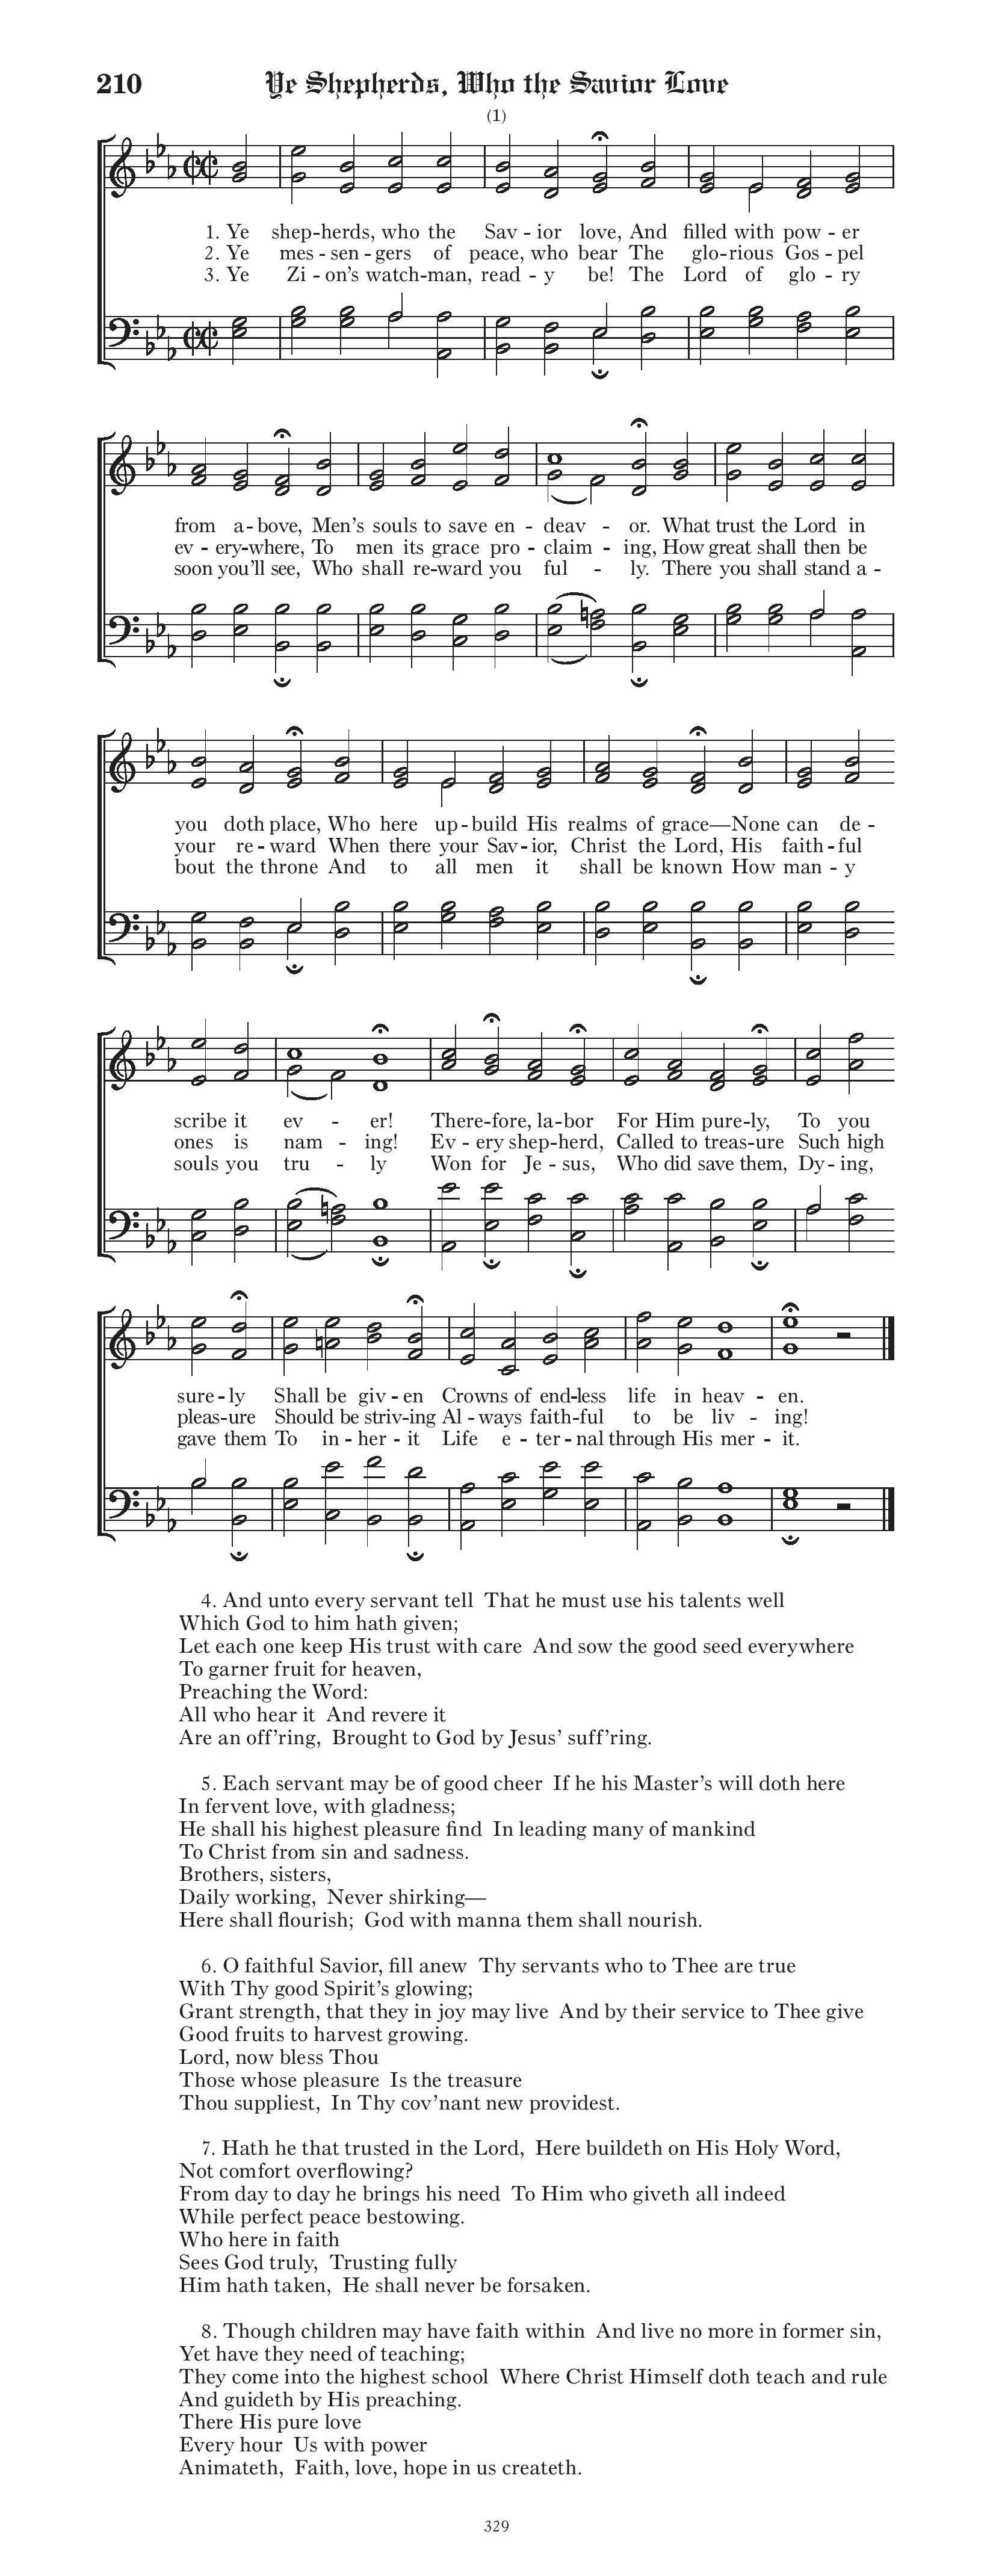 210 Ye Shepherds, Who the Savior Love
(1)
1. Ye shep-herds, who the Sav - ior love, And filled with pow - er
2. Ye mes - sen - gers of peace, who bear The glo - rious Gos - pel
3. Ye Zi - on's watch-man, read - y be! The Lord of glo - ry
from a - bove, Men's souls to save en - deav - or. What trust the Lord in
ev - ery-where, To men its grace pro - claim - ing, How great shall then be
soon you'll see, Who shall re-ward you ful - ly. There you shall stand a -
you doth place, Who here up - build His realms of grace—None can de -
your re - ward When there your Sav - ior, Christ the Lord, His faith - ful
bout the throne And to all men it shall be known How man - y
scribe it ev - er! There-fore, la-bor For Him pure-ly, To you
ones is nam - ing! Ev - ery shep-herd, Called to treas-ure Such high
souls you tru - ly Won for Je - sus, Who did save them, Dy - ing,
sure - ly Shall be giv - en Crowns of end-less life in heav - en.
pleas-ure Should be striv-ing Al - ways faith-ful to be liv - ing!
gave them To in - her - it Life e - ter - nal through His mer - it.
4. And unto every servant tell That he must use his talents well
Which God to him hath given;
Let each one keep His trust with care And sow the good seed everywhere
To garner fruit for heaven,
Preaching the Word:
All who hear it And revere it
Are an off'ring, Brought to God by Jesus' suff'ring.
5. Each servant may be of good cheer If he his Master's will doth here
In fervent love, with gladness;
He shall his highest pleasure find In leading many of mankind
To Christ from sin and sadness.
Brothers, sisters,
Daily working, Never shirking—
Here shall flourish; God with manna them shall nourish.
6. O faithful Savior, fill anew Thy servants who to Thee are true
With Thy good Spirit's glowing;
Grant strength, that they in joy may live And by their service to Thee give
Good fruits to harvest growing.
Lord, now bless Thou
Those whose pleasure Is the treasure
Thou suppliest, In Thy cov'nant new providest.
7. Hath he that trusted in the Lord, Here buildeth on His Holy Word,
Not comfort overflowing?
From day to day he brings his need To Him who giveth all indeed
While perfect peace bestowing.
Who here in faith
Sees God truly, Trusting fully
Him hath taken, He shall never be forsaken.
8. Though children may have faith within And live no more in former sin,
Yet have they need of teaching;
They come into the highest school Where Christ Himself doth teach and rule
And guideth by His preaching.
There His pure love
Every hour Us with power
Animateth, Faith, love, hope in us createth.
329